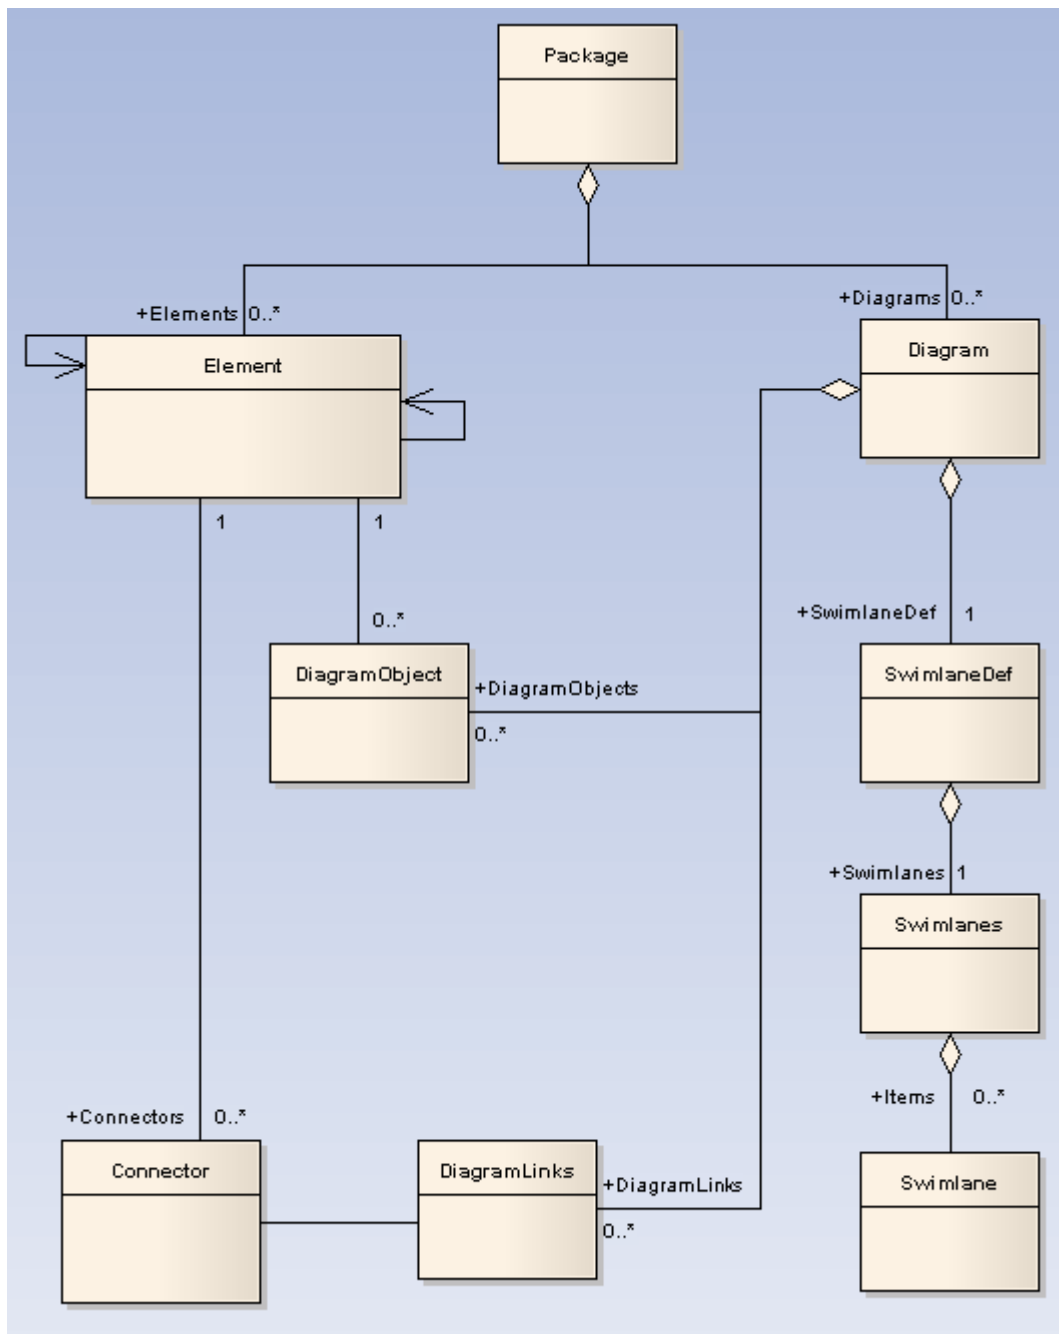 Package
+Elements 0..*
+Diagrams 0..*
Element
Diagram
1
1
0..*
+SwimlaneDef 1
DiagramObject
+DiagramObjects
0..*
SwimlaneDef
+Swimlanes 1
Swimlanes
+Items 0..*
+Connectors 0..*
Connector
DiagramLinks
+DiagramLinks
0..*
Swimlane